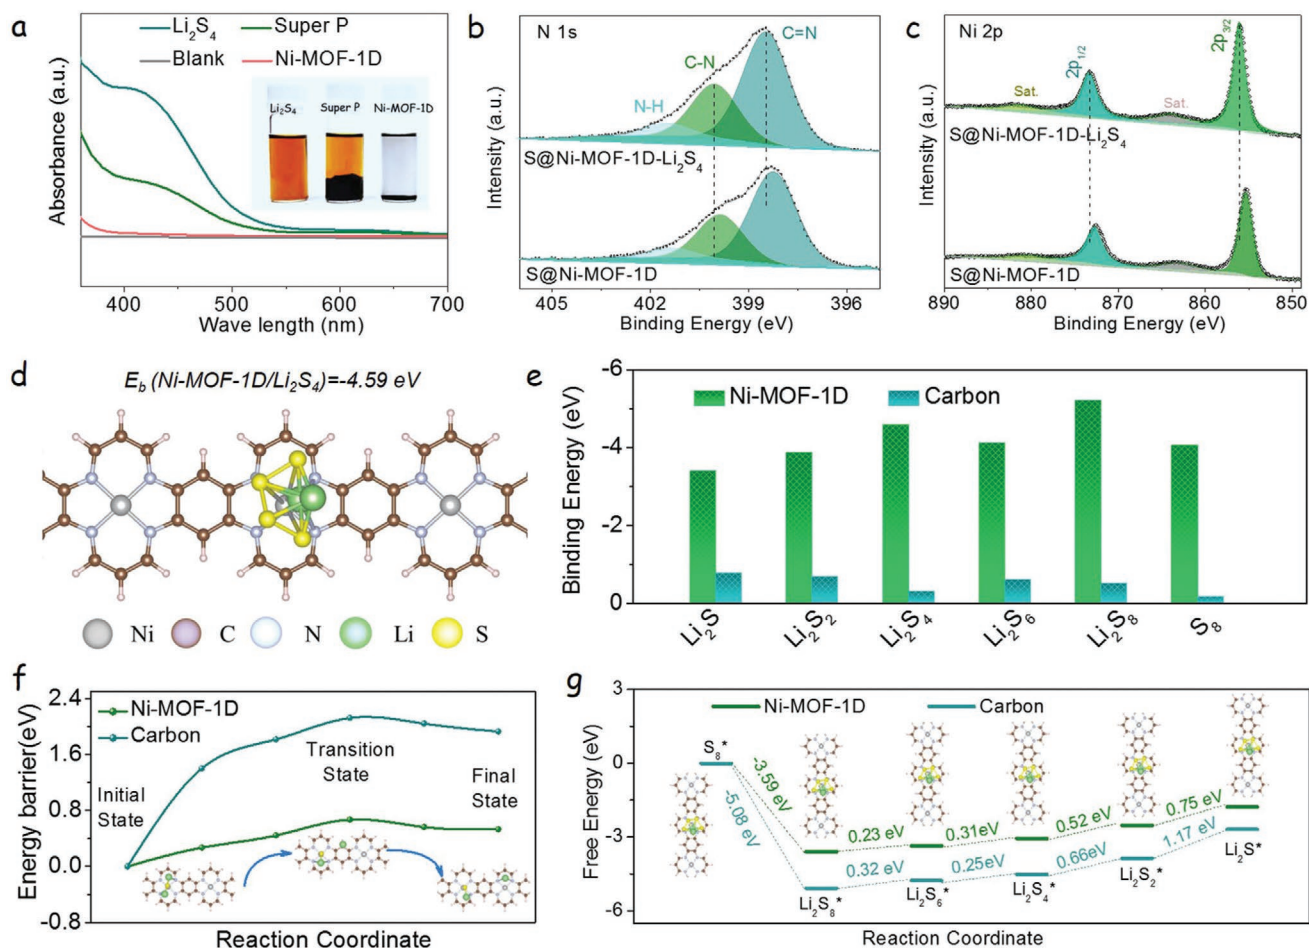 a
Li₂S₄
Super P
Blank
Ni-MOF-1D
Li₂S₄
Super P
Ni-MOF-1D
Absorbance (a.u.)
400
500
600
700
Wave length (nm)
b
N 1s
C=N
C-N
N-H
S@Ni-MOF-1D-Li₂S₄
S@Ni-MOF-1D
Intensity (a.u.)
405
402
399
396
Binding Energy (eV)
c
Ni 2p
2p₃/₂
2p₁/₂
Sat.
Sat.
S@Ni-MOF-1D-Li₂S₄
S@Ni-MOF-1D
Intensity (a.u.)
890
880
870
860
850
Binding Energy (eV)
d
E_b (Ni-MOF-1D/Li₂S₄)=-4.59 eV
Ni
C
N
Li
S
e
Ni-MOF-1D
Carbon
Binding Energy (eV)
-6
-4
-2
0
Li₂S
Li₂S₂
Li₂S₄
Li₂S₆
Li₂S₈
S₈
f
Ni-MOF-1D
Carbon
Energy barrier(eV)
2.4
1.6
0.8
0.0
-0.8
Initial
State
Transition
State
Final
State
Reaction Coordinate
g
Ni-MOF-1D
Carbon
Free Energy (eV)
3
0
-3
-6
S₈*
-3.59 eV
-5.08 eV
0.23 eV
0.31eV
0.52 eV
0.75 eV
0.32 eV
0.25 eV
0.66eV
1.17 eV
Li₂S₈*
Li₂S₆*
Li₂S₄*
Li₂S₂*
Li₂S*
Reaction Coordinate